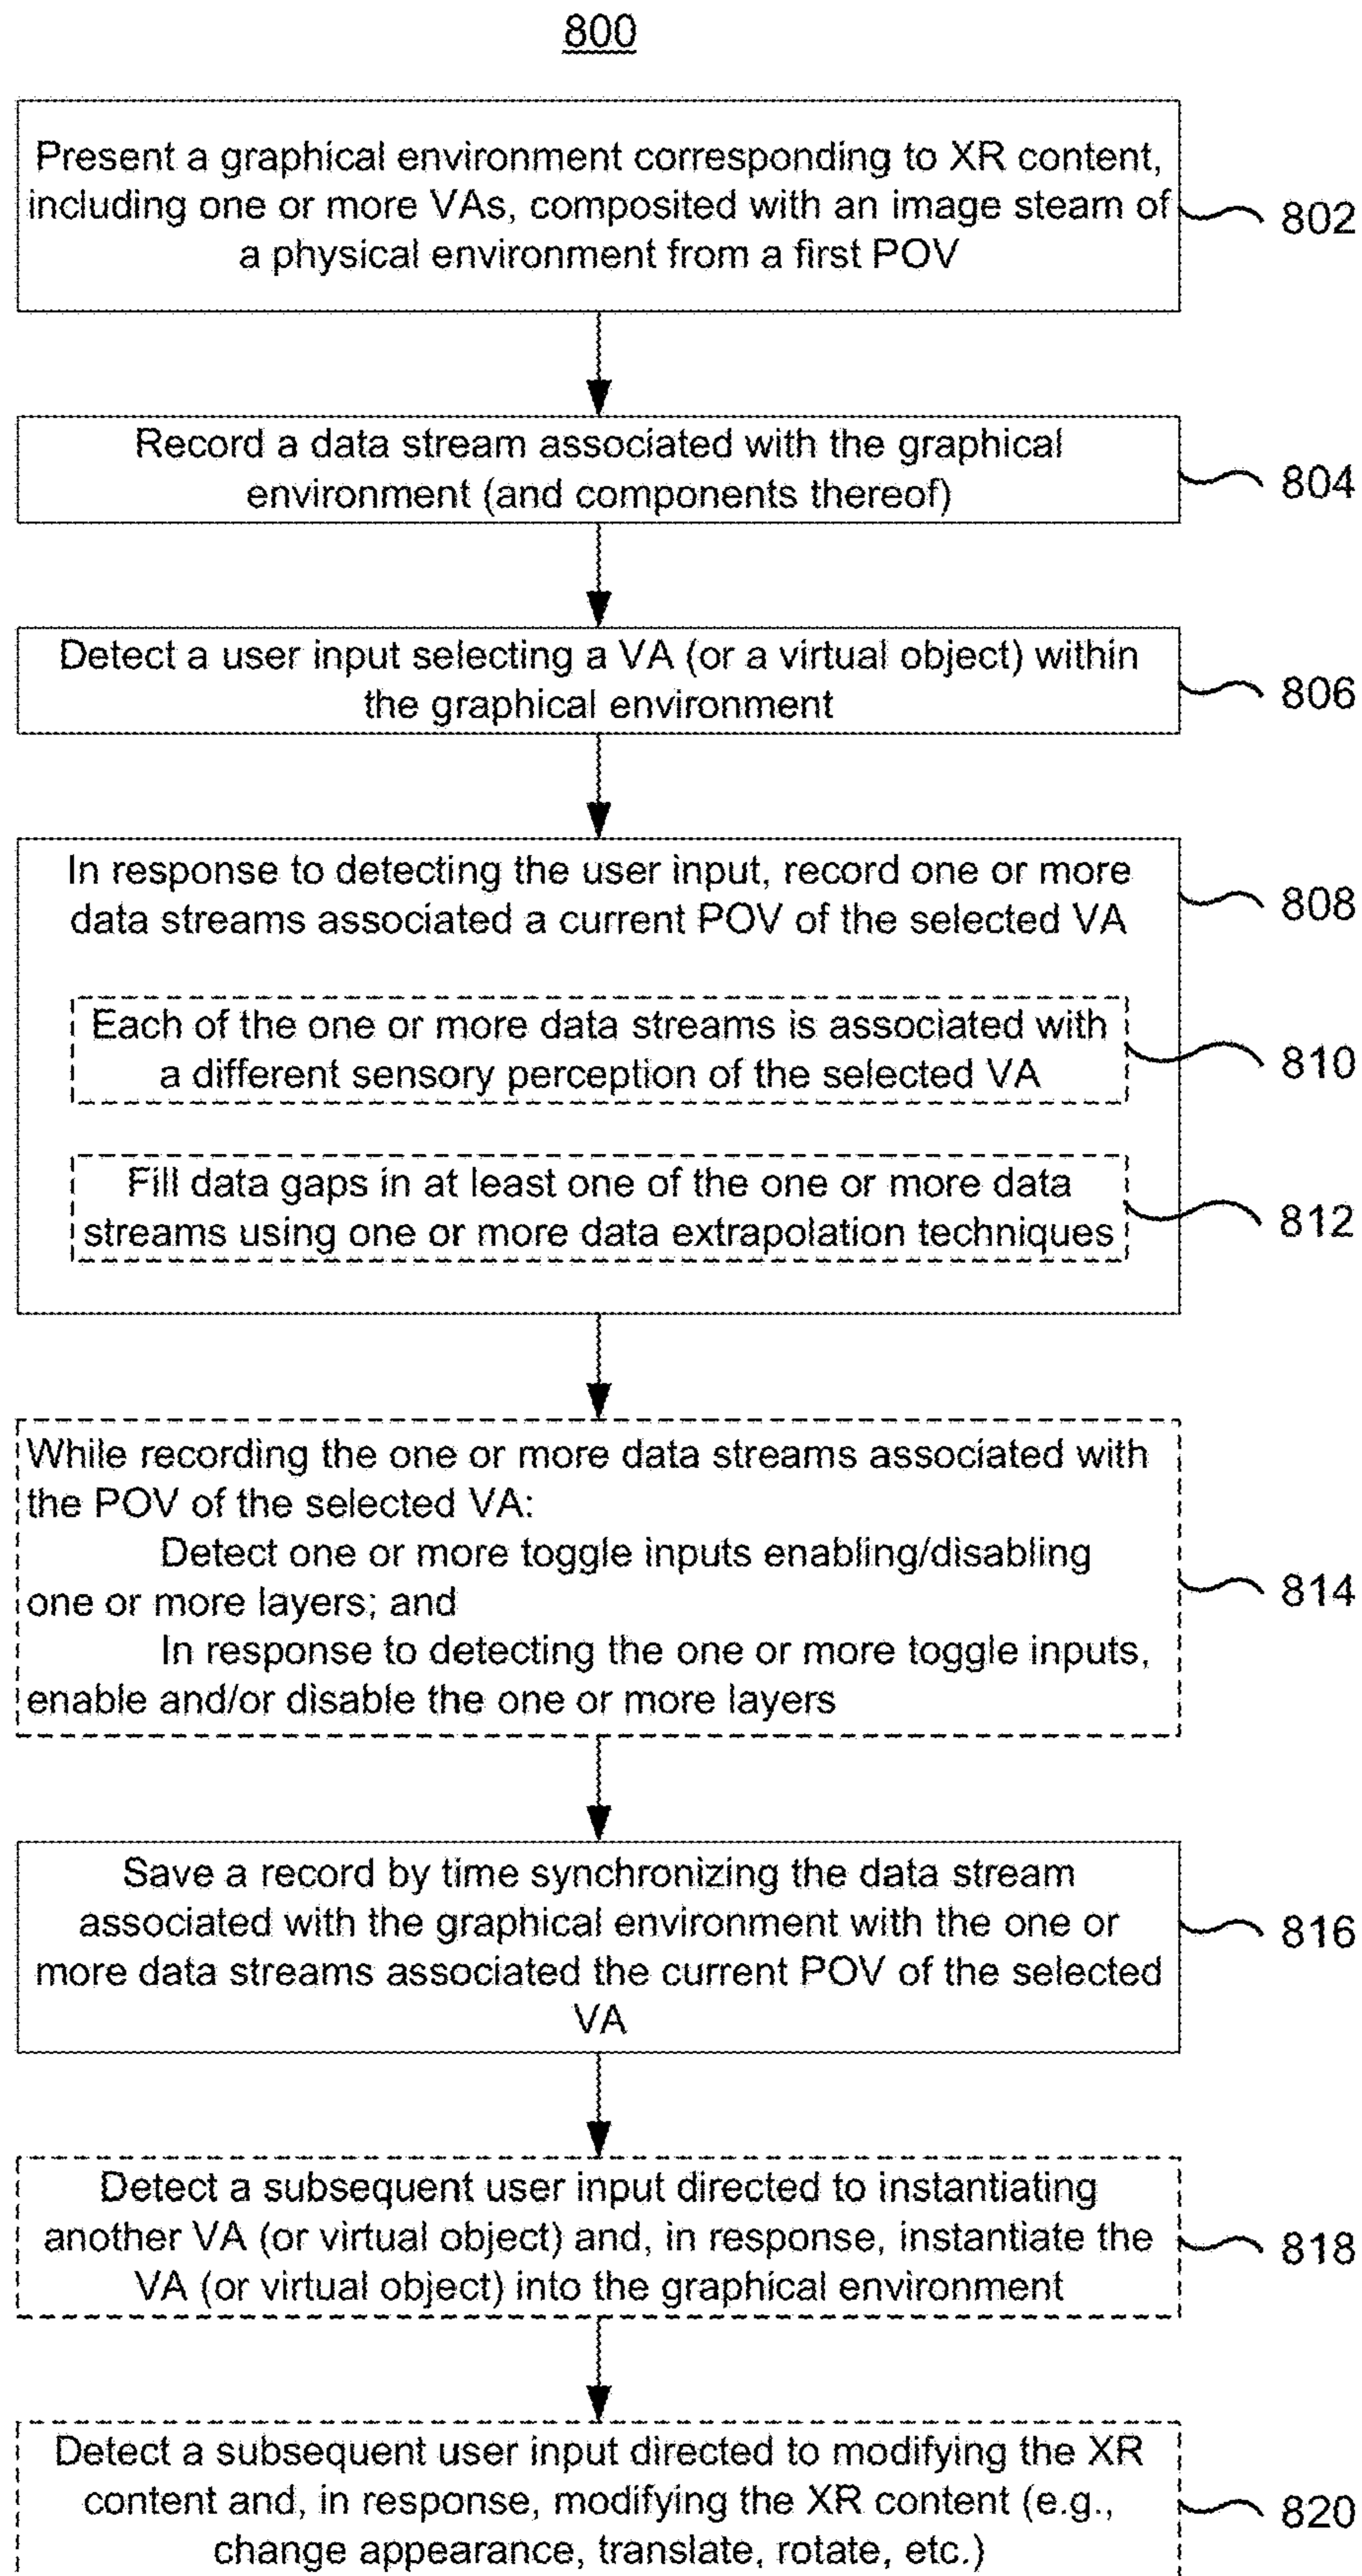 800
Present a graphical environment corresponding to XR content,
including one or more VAs, composited with an image steam of
a physical environment from a first POV
802
Record a data stream associated with the graphical
environment (and components thereof)
804
Detect a user input selecting a VA (or a virtual object) within
the graphical environment
806
In response to detecting the user input, record one or more
data streams associated a current POV of the selected VA
808
Each of the one or more data streams is associated with
a different sensory perception of the selected VA
810
Fill data gaps in at least one of the one or more data
streams using one or more data extrapolation techniques
812
While recording the one or more data streams associated with
the POV of the selected VA:
Detect one or more toggle inputs enabling/disabling
one or more layers; and
In response to detecting the one or more toggle inputs,
enable and/or disable the one or more layers
814
Save a record by time synchronizing the data stream
associated with the graphical environment with the one or
more data streams associated the current POV of the selected
VA
816
Detect a subsequent user input directed to instantiating
another VA (or virtual object) and, in response, instantiate the
VA (or virtual object) into the graphical environment
818
Detect a subsequent user input directed to modifying the XR
content and, in response, modifying the XR content (e.g.,
change appearance, translate, rotate, etc.)
820